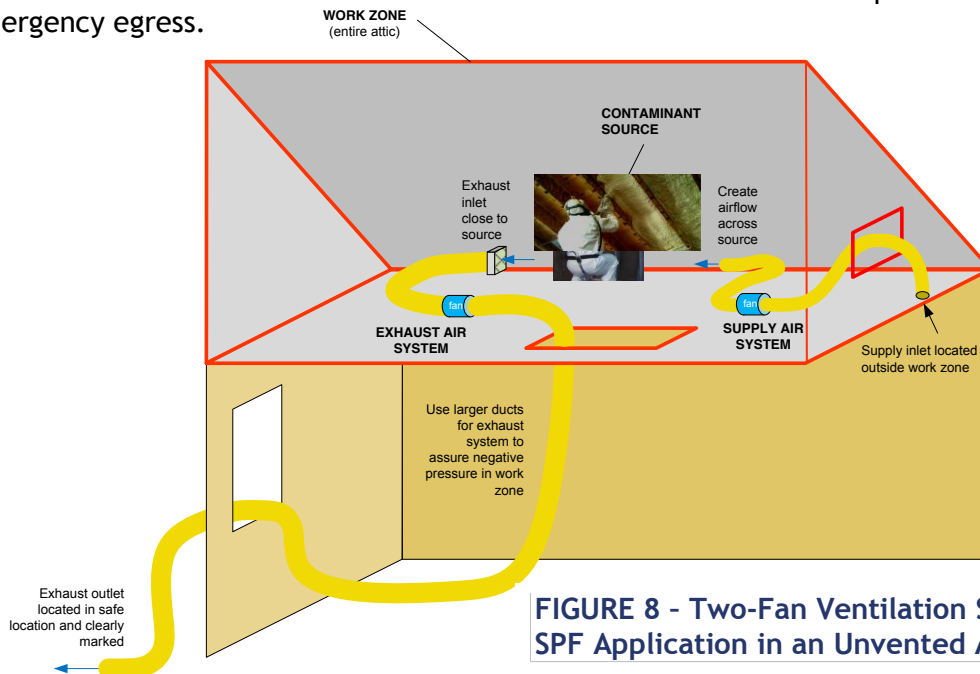 ergency egress.
WORK ZONE
(entire attic)
CONTAMINANT
SOURCE
Exhaust
inlet
close to
source
Create
airflow
across
source
fan
fan
EXHAUST AIR
SYSTEM
SUPPLY AIR
SYSTEM
Supply inlet located
outside work zone
Use larger ducts
for exhaust
system to
assure negative
pressure in work
zone
Exhaust outlet
located in safe
location and clearly
marked
FIGURE 8 – Two-Fan Ventilation
SPF Application in an Unvented